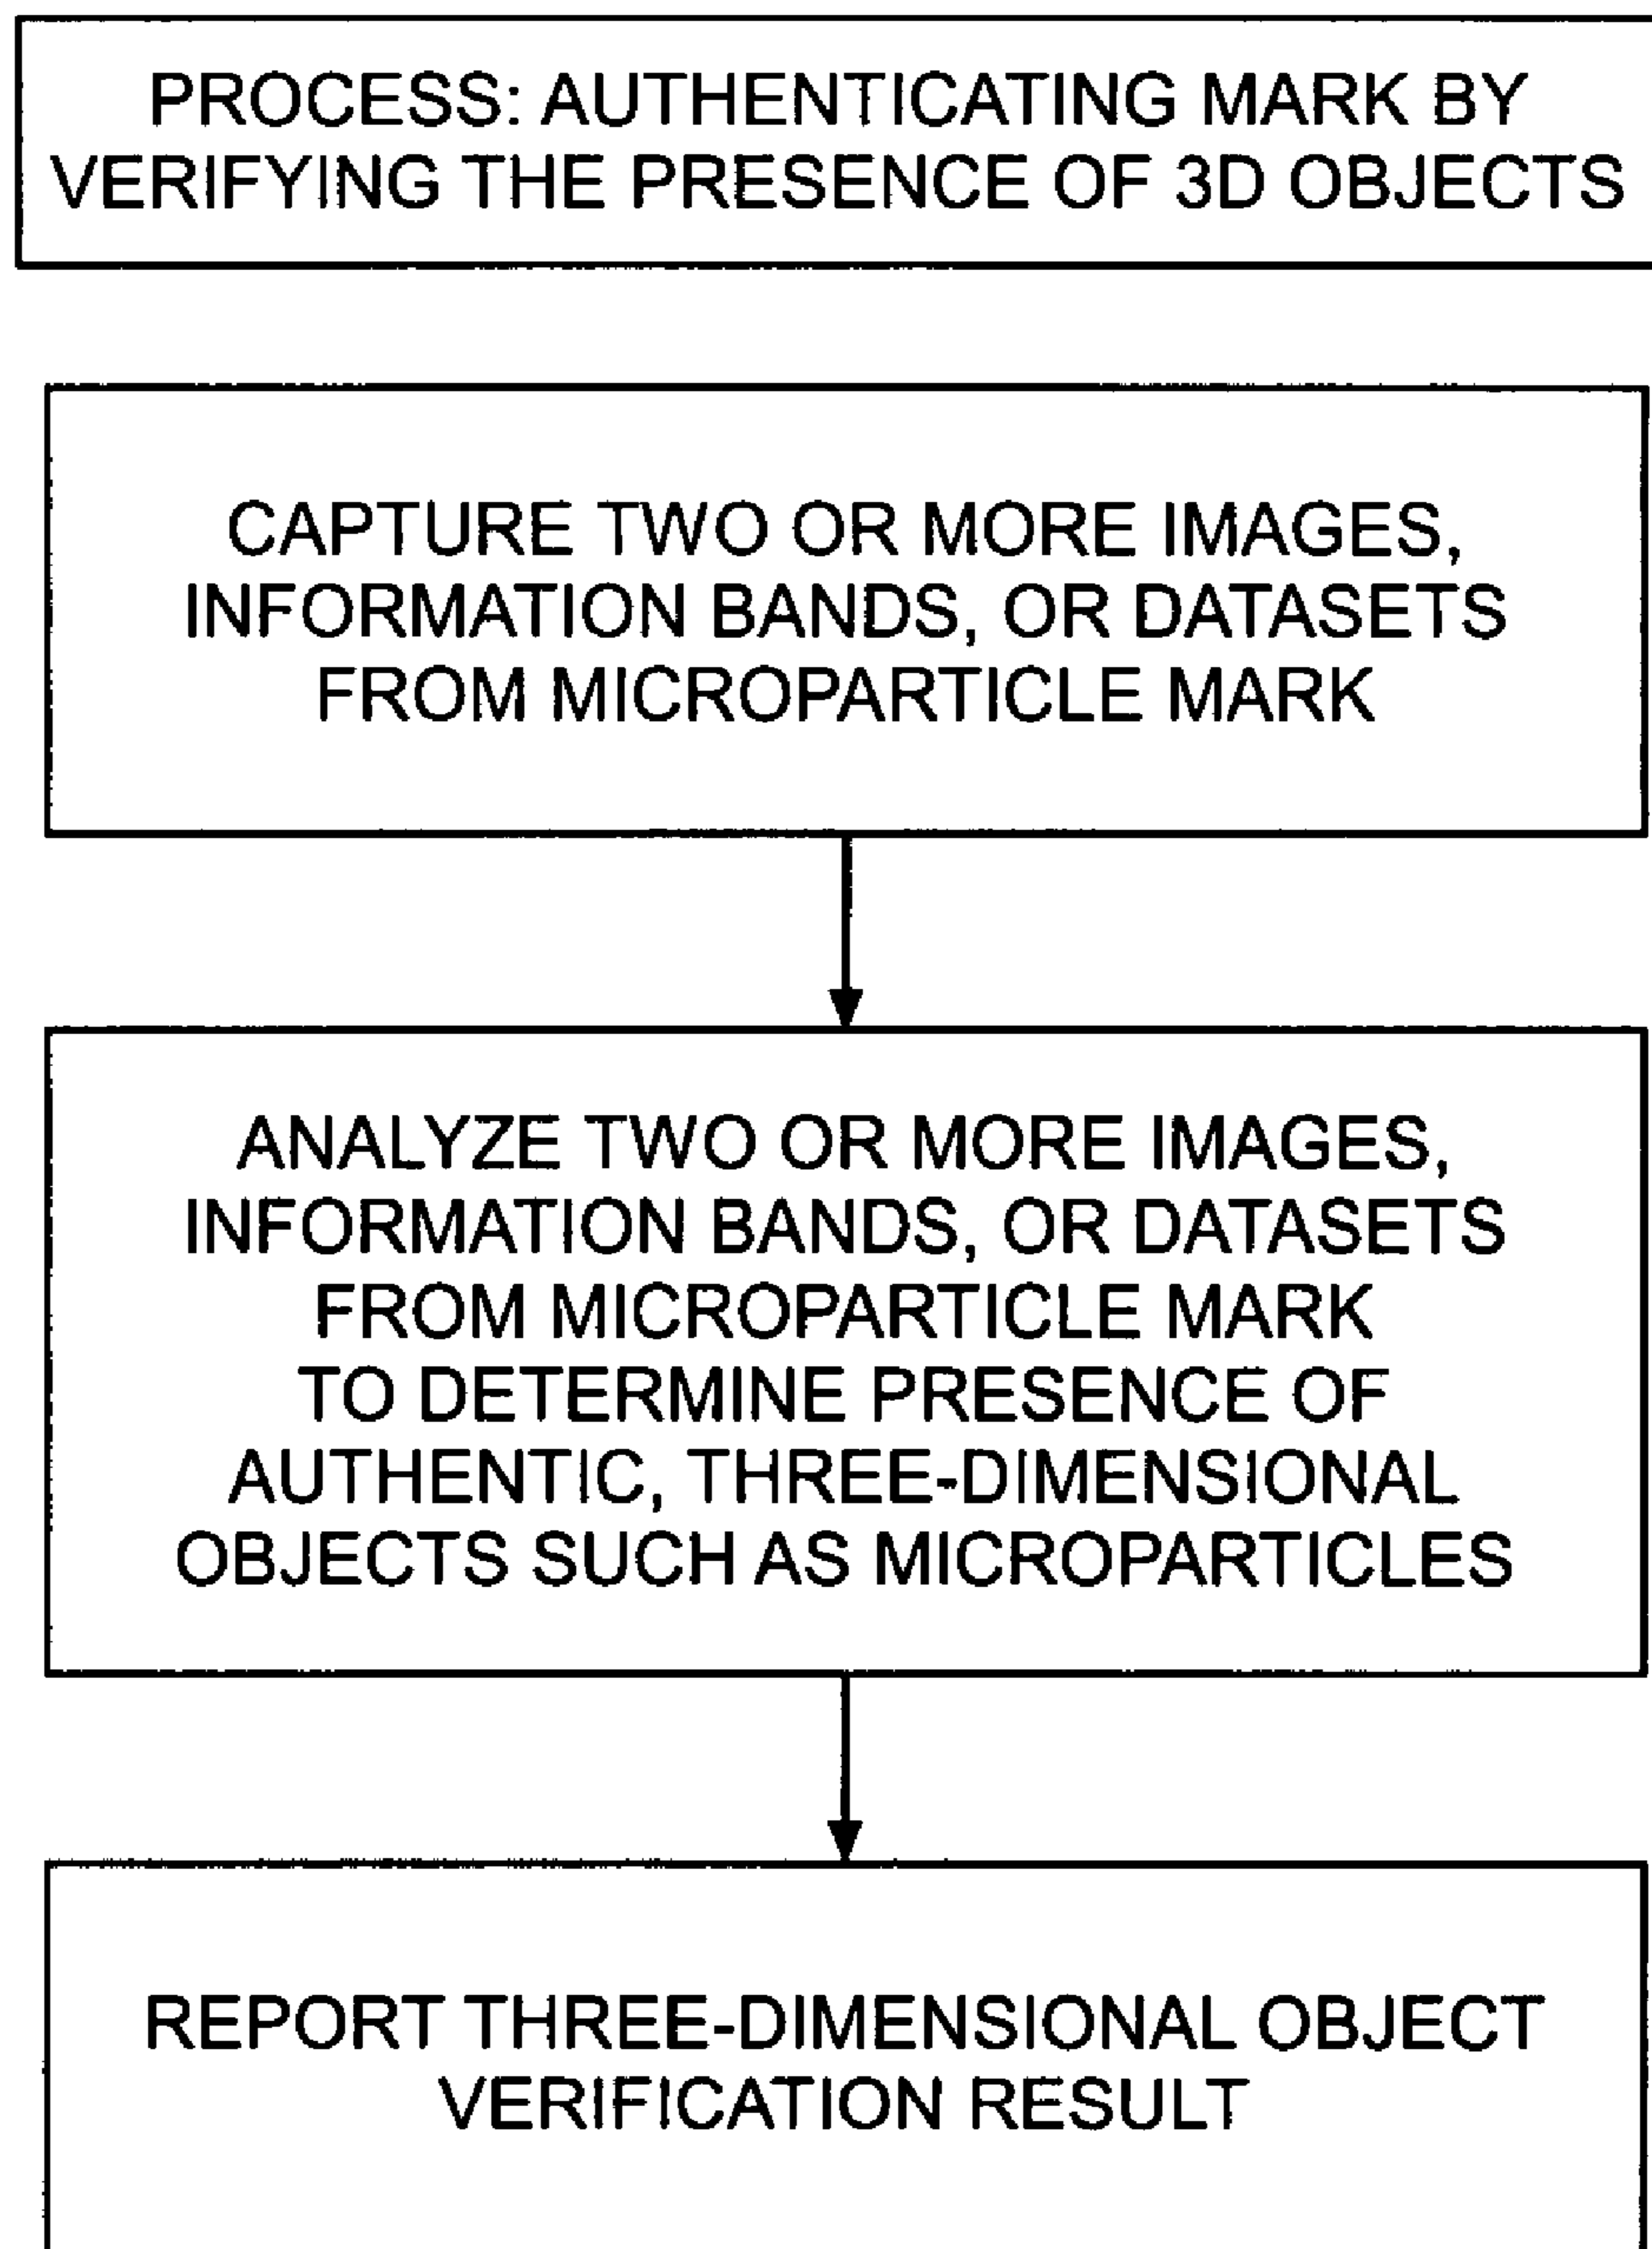 PROCESS: AUTHENTICATING MARK BY
VERIFYING THE PRESENCE OF 3D OBJECTS
CAPTURE TWO OR MORE IMAGES,
INFORMATION BANDS, OR DATASETS
FROM MICROPARTICLE MARK
ANALYZE TWO OR MORE IMAGES,
INFORMATION BANDS, OR DATASETS
FROM MICROPARTICLE MARK
TO DETERMINE PRESENCE OF
AUTHENTIC, THREE-DIMENSIONAL
OBJECTS SUCH AS MICROPARTICLES
REPORT THREE-DIMENSIONAL OBJECT
VERIFICATION RESULT